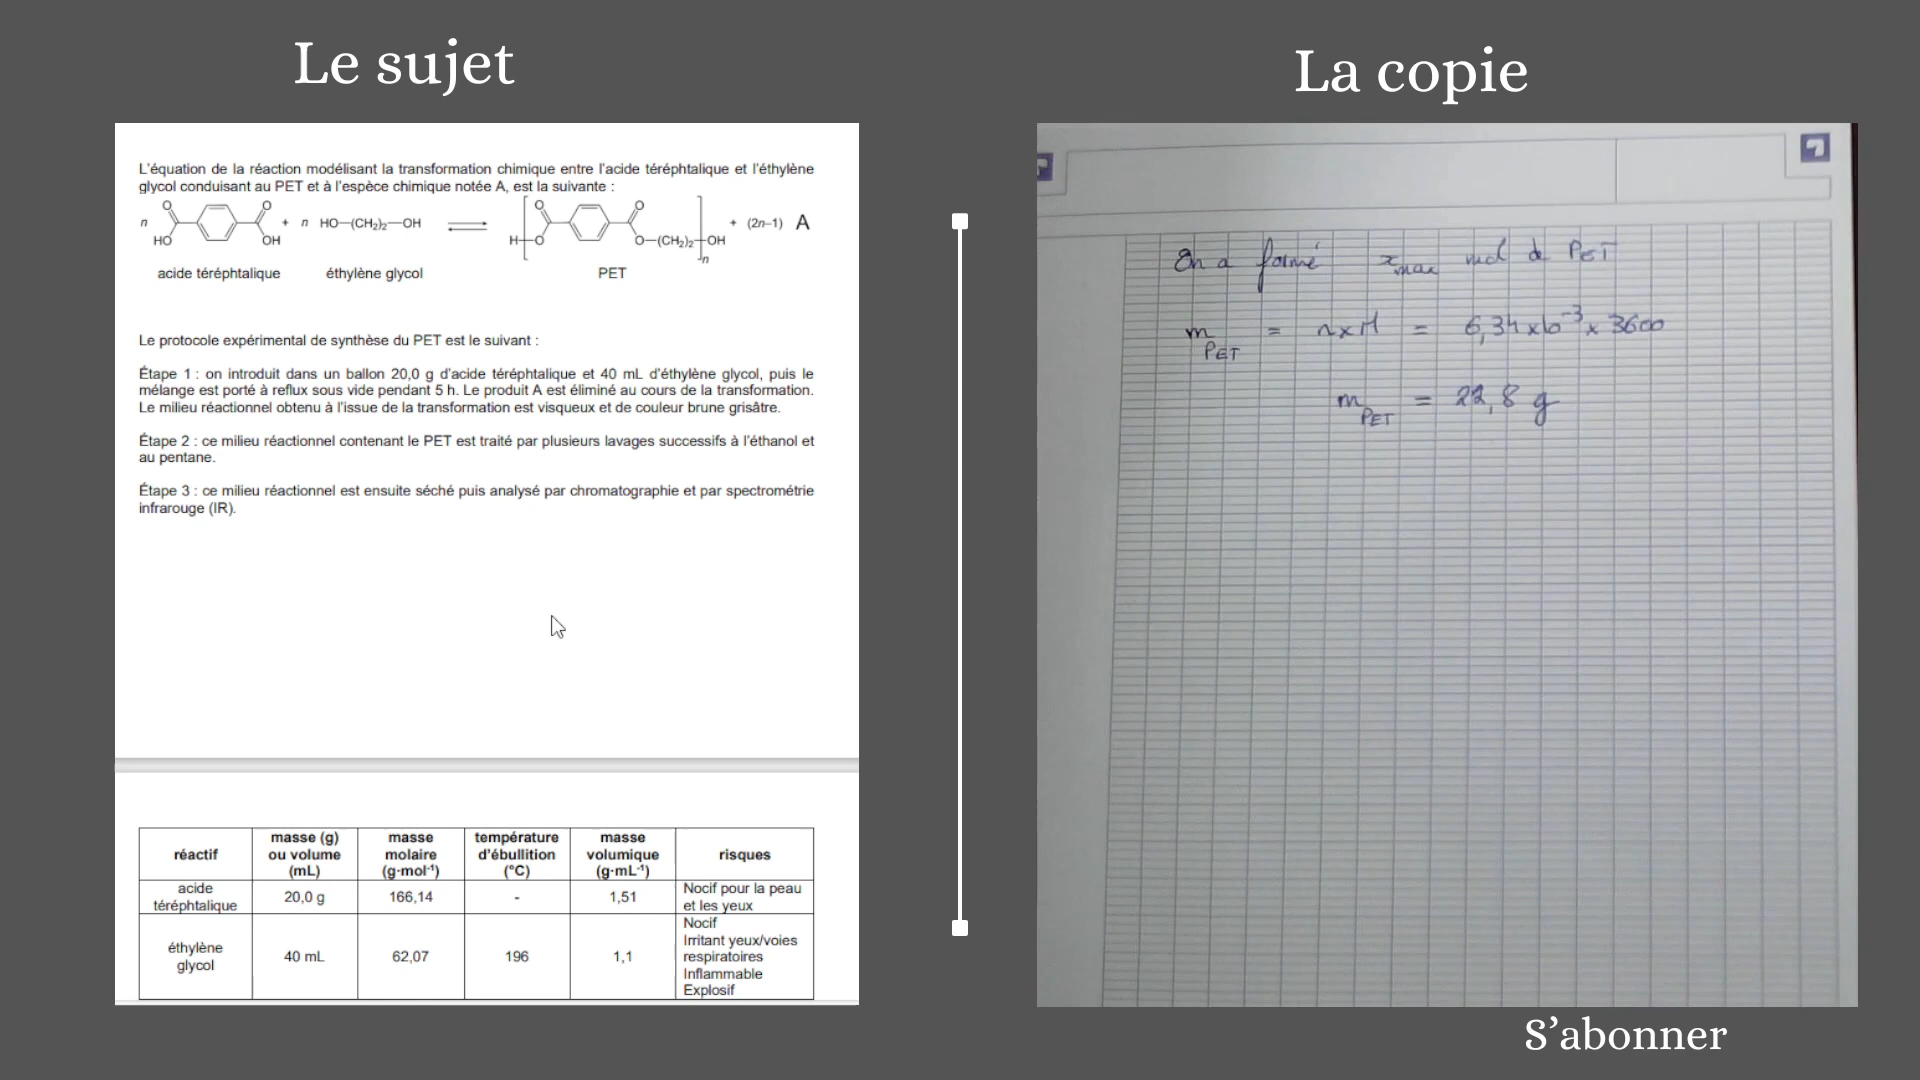 Le sujet
L'équation de la réaction modélisant la transformation chimique entre l'acide téréphtalique et l'éthylène
glycol conduisant au PET et à l'espèce chimique notée A, est la suivante :
n HO O O OH + n HO—(CH2)2—OH ⇌ H O O O O—(CH2)2 OH n + (2n–1) A
acide téréphtalique éthylène glycol PET
Le protocole expérimental de synthèse du PET est le suivant :
Étape 1 : on introduit dans un ballon 20,0 g d'acide téréphtalique et 40 mL d'éthylène glycol, puis le
mélange est porté à reflux sous vide pendant 5 h. Le produit A est éliminé au cours de la transformation.
Le milieu réactionnel obtenu à l'issue de la transformation est visqueux et de couleur brune grisâtre.
Étape 2 : ce milieu réactionnel contenant le PET est traité par plusieurs lavages successifs à l'éthanol et
au pentane.
Étape 3 : ce milieu réactionnel est ensuite séché puis analysé par chromatographie et par spectrométrie
infrarouge (IR).
réactif masse (g) ou volume (mL) masse molaire (g·mol-1) température d'ébullition (°C) masse volumique (g·mL-1) risques
acide téréphtalique 20,0 g 166,14 - 1,51 Nocif pour la peau et les yeux
éthylène glycol 40 mL 62,07 196 1,1 Nocif Irritant yeux/voies respiratoires Inflammable Explosif
La copie
On a formé xmax mol de PET
mPET = n x M = 6,34 x 10-3 x 3600
mPET = 22,8 g
S'abonner